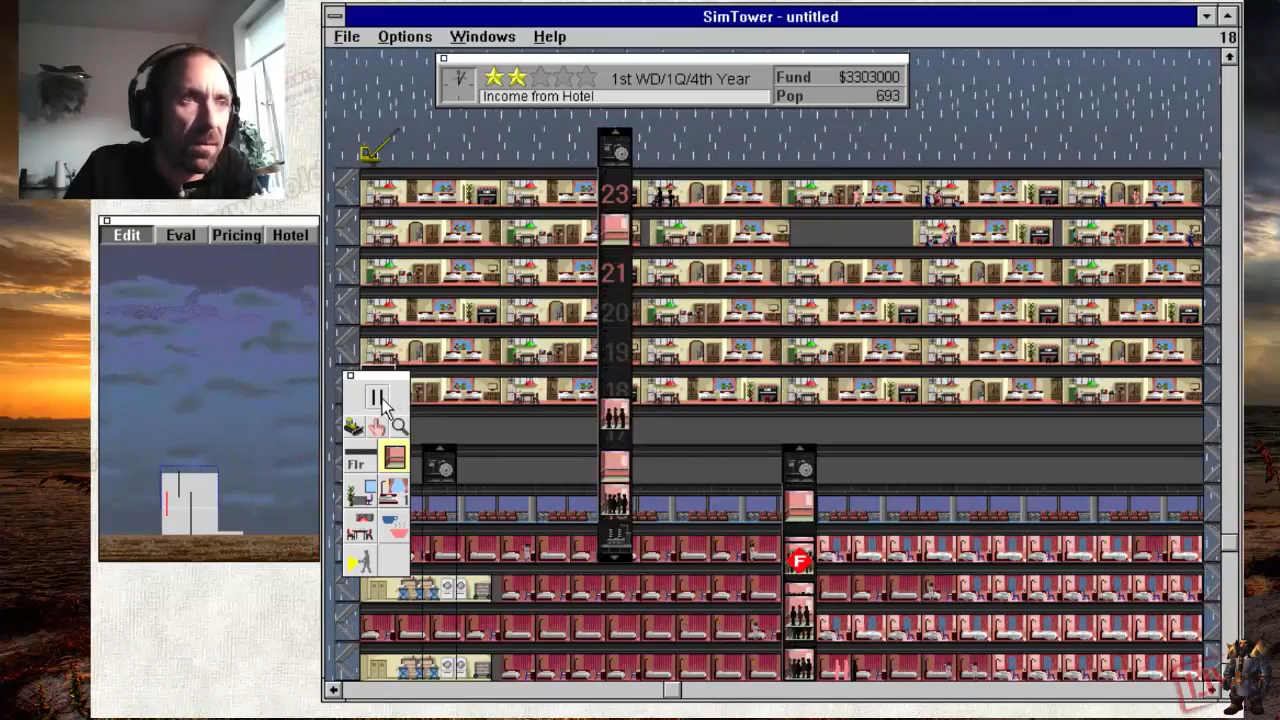 SimTower - untitled
File Options Windows Help
18
1st WD/1Q/4th Year
Income from Hotel
Fund $3303000
Pop 693
Edit Eval Pricing Hotel
23
21
20
19
18
17
Flr
F